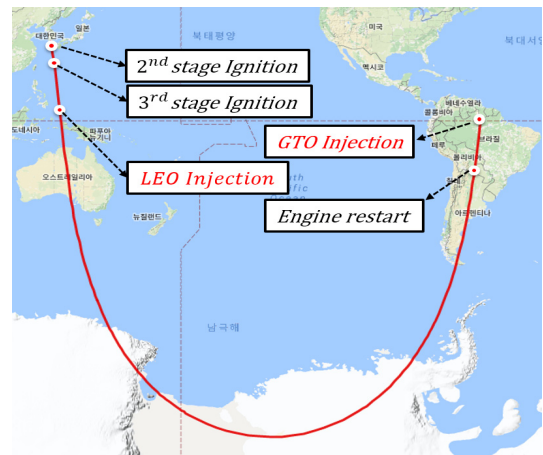 북태평양
미국
북대서양
대한민국
일본
2nd stage Ignition
멕시코
3rd stage Ignition
베네수엘라
콜롬비아
GTO Injection
도네시아
파푸아
뉴기니
페루
브라질
LEO Injection
볼리비아
오스트레일리아
Engine restart
뉴질랜드
아르헨티나
남극해